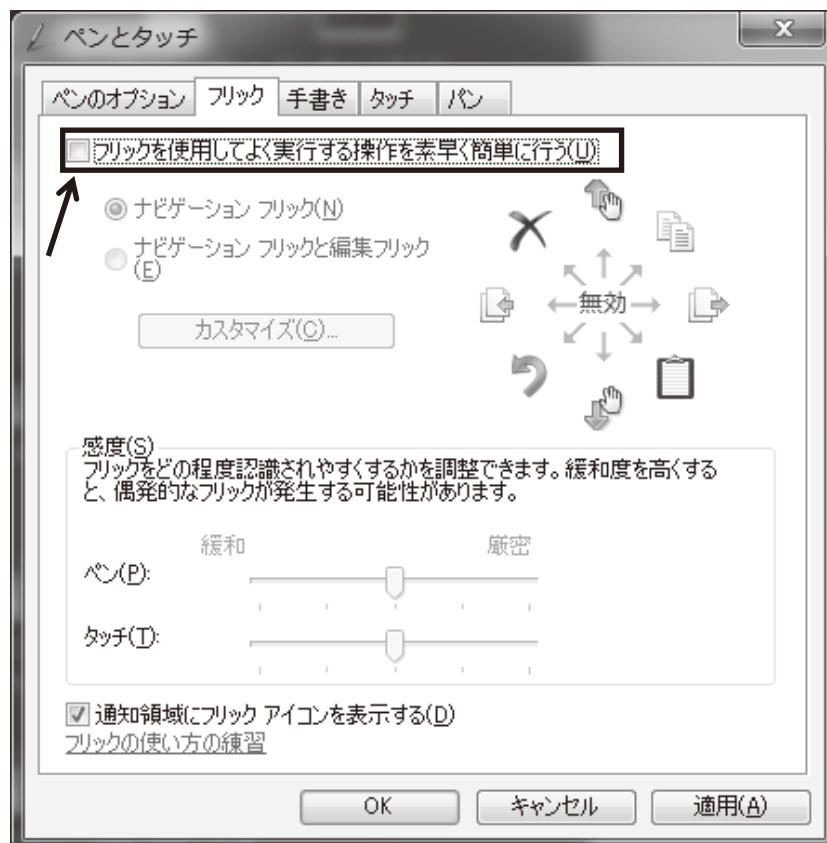 ペンとタッチ
ペンのオプション フリック 手書き タッチ パン
フリックを使用してよく実行する操作を素早く簡単に行う(U)
ナビゲーション フリック(N)
ナビゲーション フリックと編集フリック
(E)
無効
カスタマイズ(C)...
感度(S)
フリックをどの程度認識されやすくするかを調整できます。緩和度を高くする
と、偶発的なフリックが発生する可能性があります。
緩和 厳密
ペン(P):
タッチ(T):
通知領域にフリック アイコンを表示する(D)
フリックの使い方の練習
OK キャンセル 適用(A)